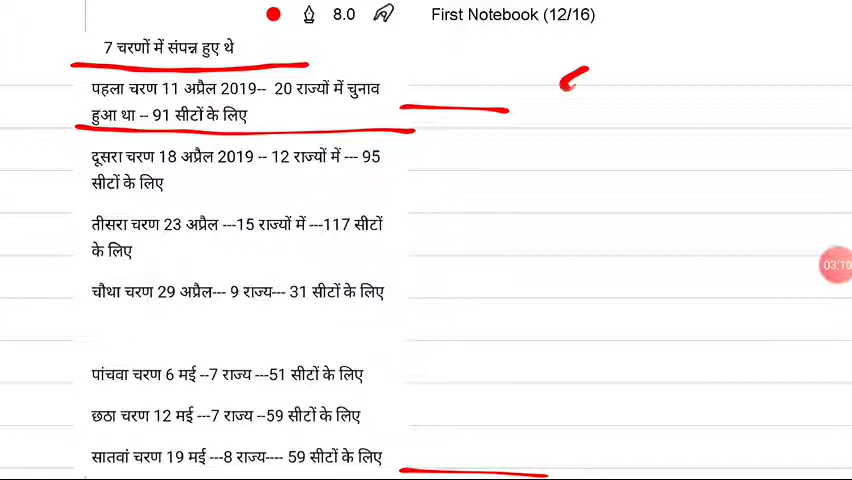 8.0 First Notebook (12/16)
7 चरणों में संपन्न हुए थे
पहला चरण 11 अप्रैल 2019-- 20 राज्यों में चुनाव
हुआ था -- 91 सीटों के लिए
दूसरा चरण 18 अप्रैल 2019 -- 12 राज्यों में --- 95
सीटों के लिए
तीसरा चरण 23 अप्रैल ---15 राज्यों में ---117 सीटों
के लिए
03:10
चौथा चरण 29 अप्रैल--- 9 राज्य--- 31 सीटों के लिए
पांचवा चरण 6 मई --7 राज्य ---51 सीटों के लिए
छठा चरण 12 मई ---7 राज्य --59 सीटों के लिए
सातवां चरण 19 मई ---8 राज्य---- 59 सीटों के लिए